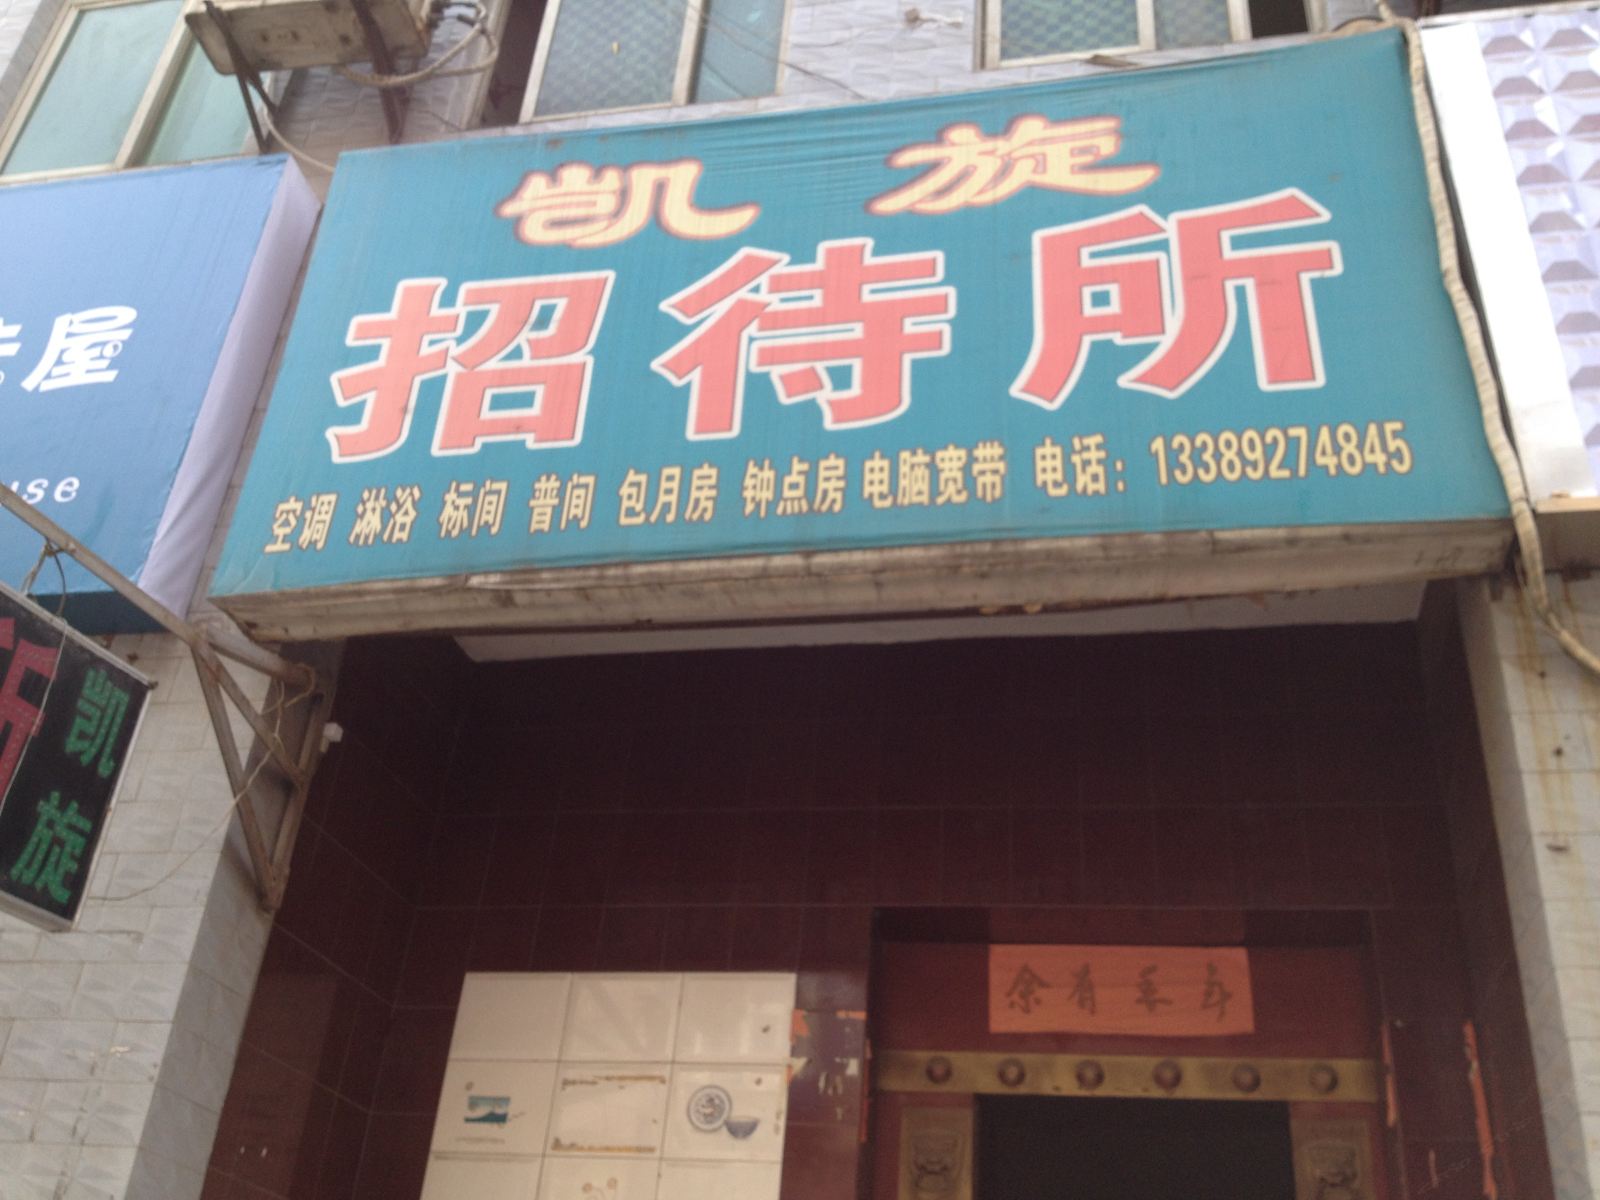 凯旋
招待所
空调 淋浴 标间 普间 包月房 钟点房 电脑宽带 电话：13389274845
屋
use
凯旋
所
余有年年